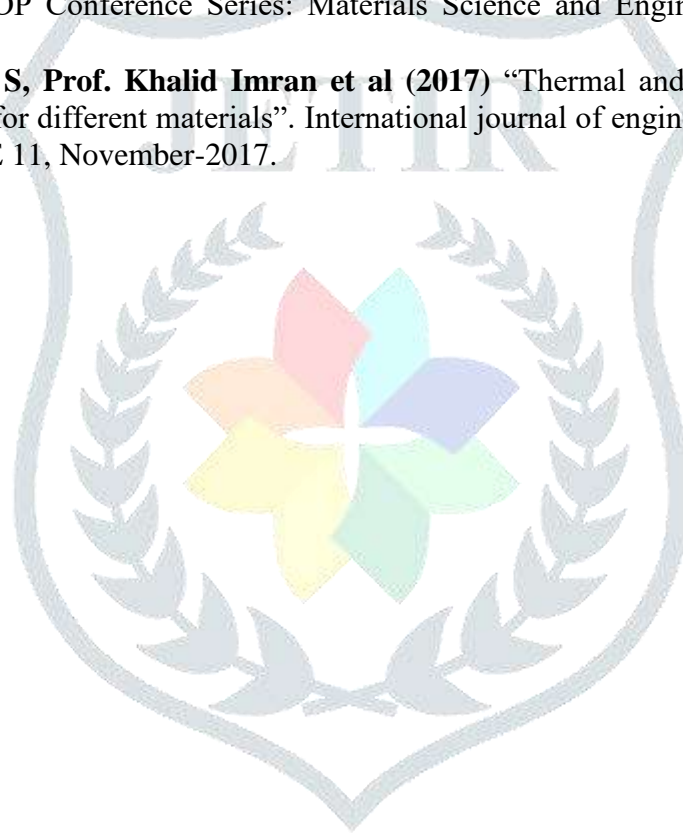 OP Conference Series: Materials Science and Engin
S, Prof. Khalid Imran et al (2017) “Thermal and
for different materials”. International journal of engin
E 11, November-2017.
JETIR